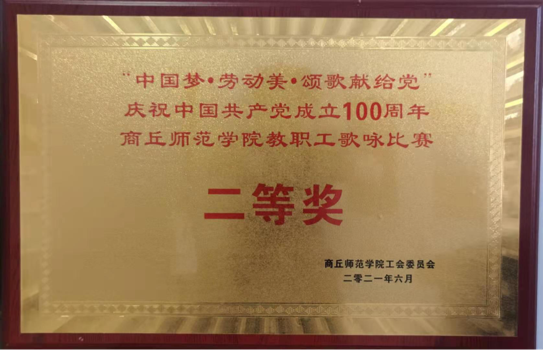 “中国梦·劳动美·颂歌献给党”
庆祝中国共产党成立100周年
商丘师范学院教职工歌咏比赛
二等奖
商丘师范学院工会委员会
二零二一年六月